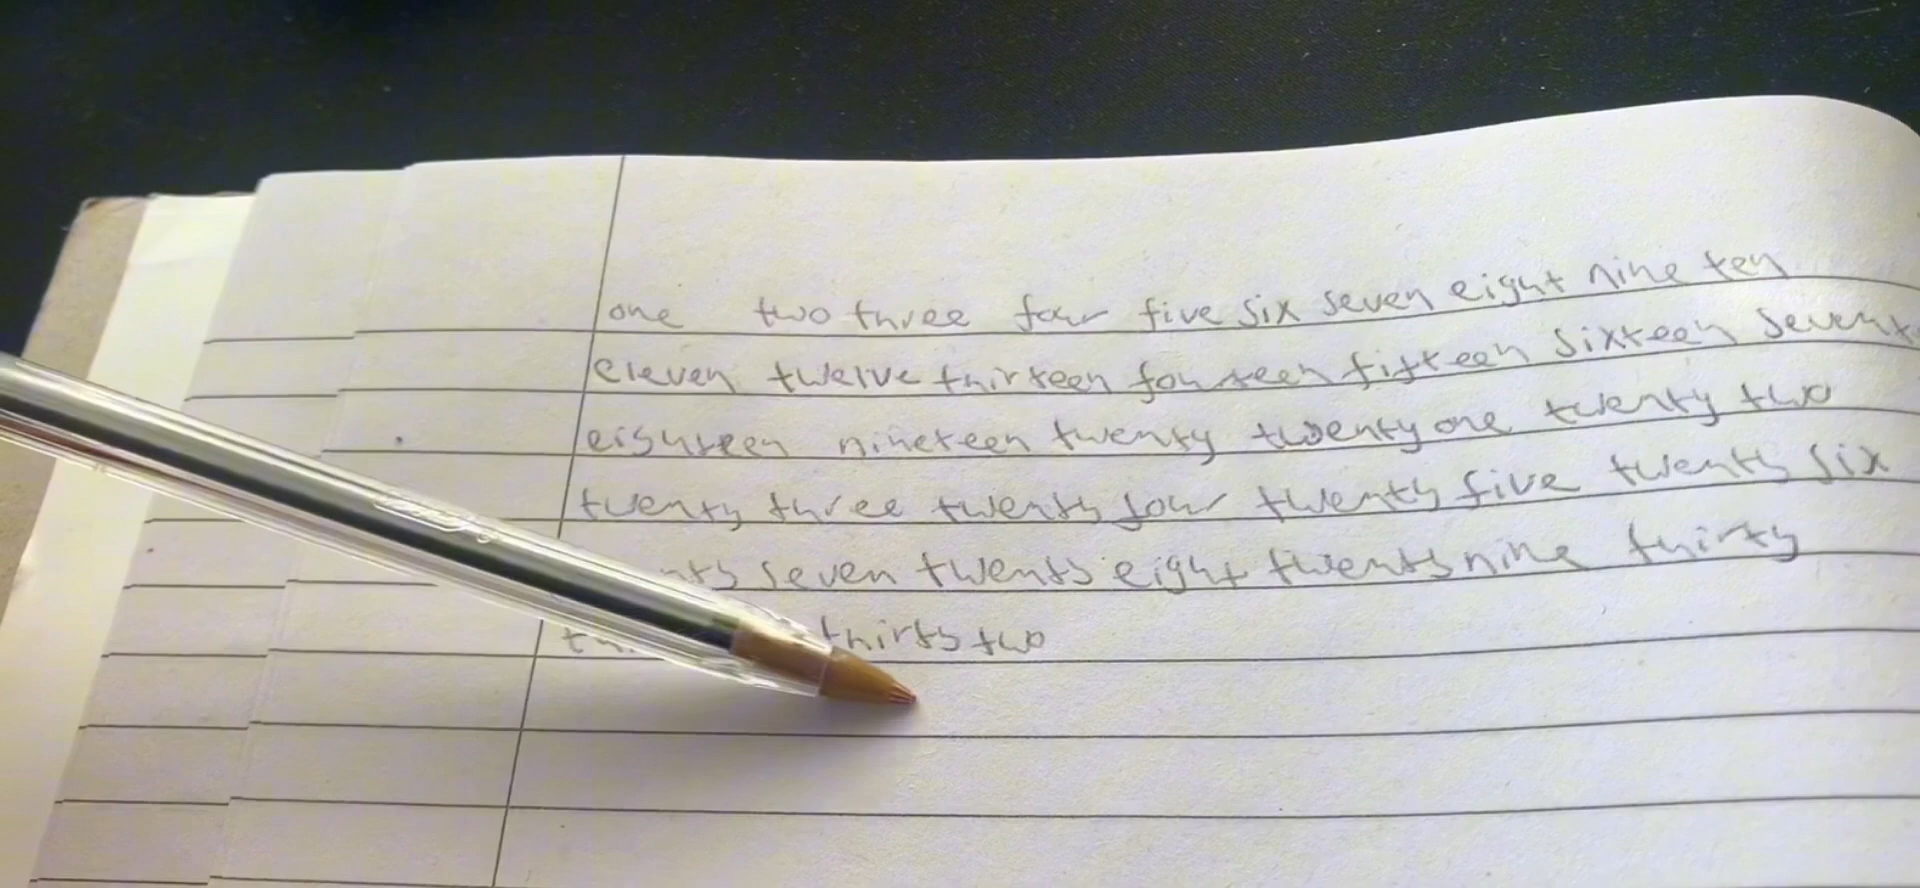 one two three four five six seven eight nine ten
eleven twelve thirteen fourteen fifteen sixteen
eighteen nineteen twenty twenty one twenty two
twenty three twenty four twenty five twenty six
seven twenty eight twenty nine thirty
thirty two